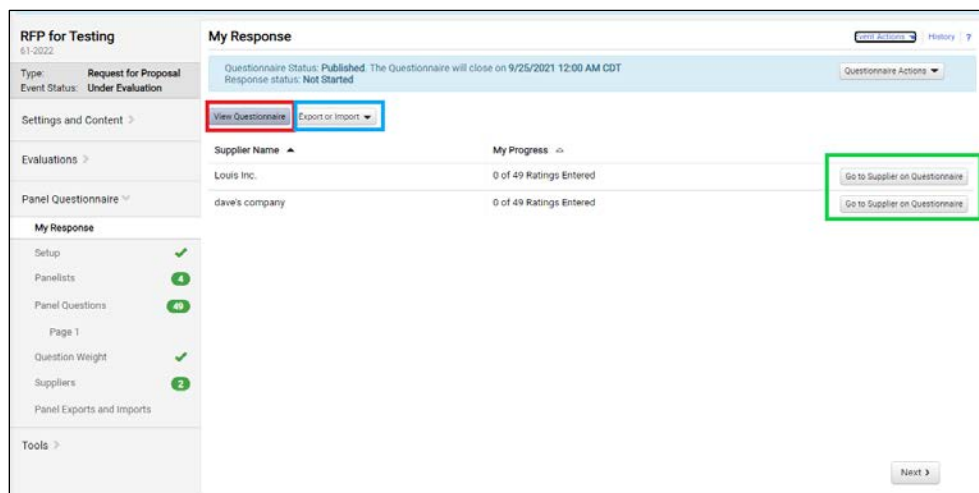 RFP for Testing
61-2022
Type: Request for Proposal
Event Status: Under Evaluation
Settings and Content
Evaluations
Panel Questionnaire
My Response
Setup
Panelists 4
Panel Questions 49
Page 1
Question Weight
Suppliers 2
Panel Exports and Imports
Tools
My Response
Event Actions History ?
Questionnaire Status: Published. The Questionnaire will close on 9/25/2021 12:00 AM CDT
Response status: Not Started
Questionnaire Actions
View Questionnaire Export or Import
Supplier Name My Progress
Louis Inc. 0 of 49 Ratings Entered Go to Supplier on Questionnaire
dave's company 0 of 49 Ratings Entered Go to Supplier on Questionnaire
Next